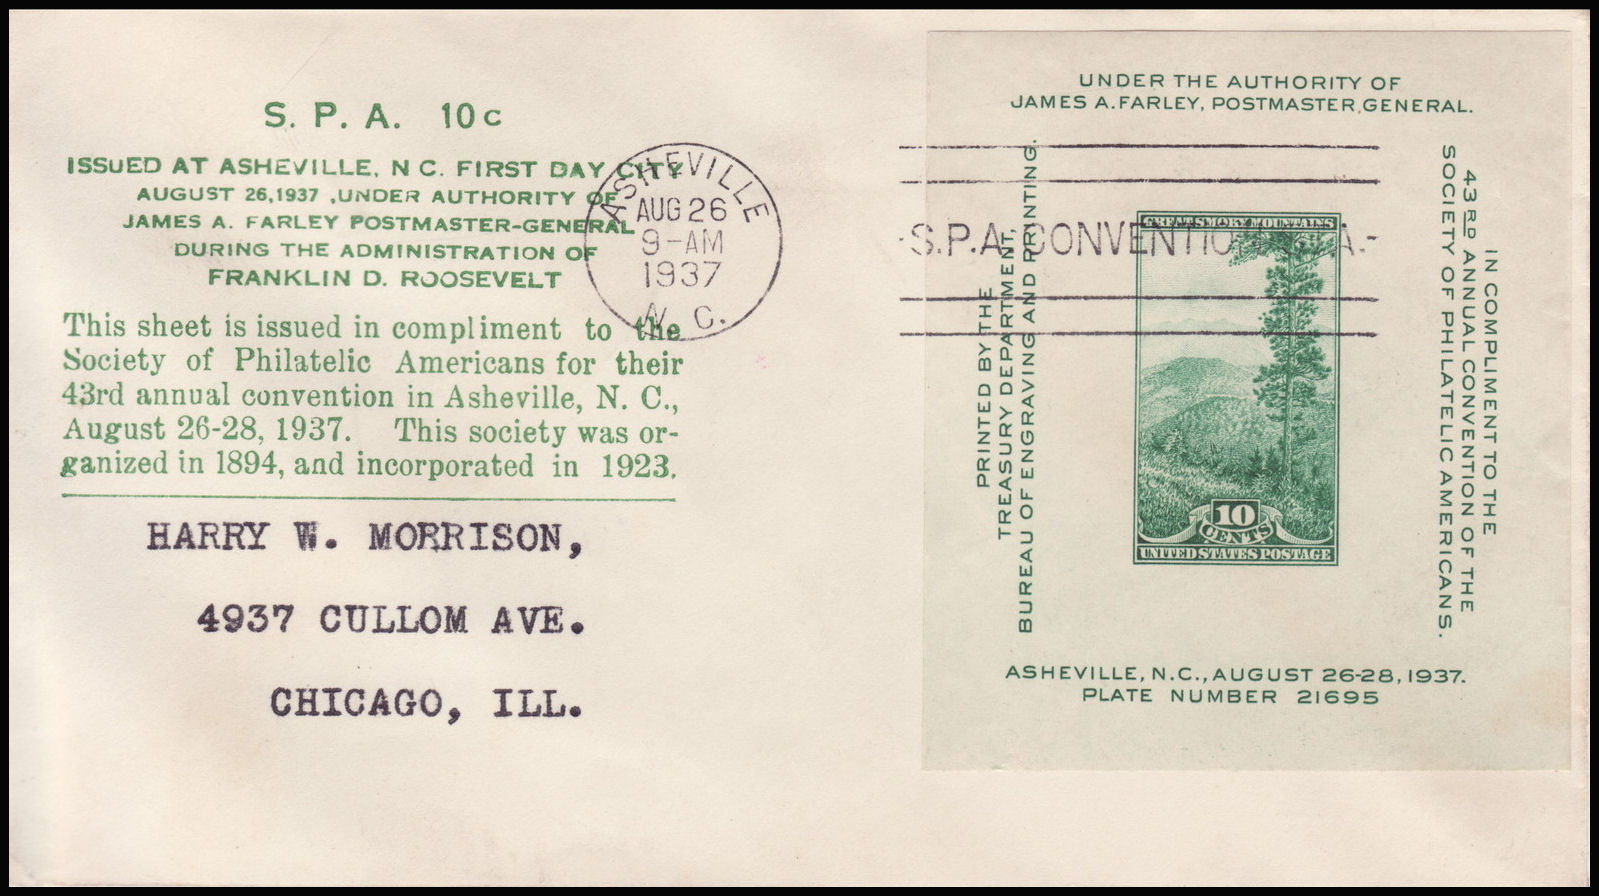 S. P. A. 10c
ISSUED AT ASHEVILLE, N C. FIRST DAY CITY
AUGUST 26,1937 ,UNDER AUTHORITY OF
JAMES A. FARLEY POSTMASTER-GENERAL
DURING THE ADMINISTRATION OF
FRANKLIN D. ROOSEVELT
This sheet is issued in compliment to the
Society of Philatelic Americans for their
43rd annual convention in Asheville, N. C.,
August 26-28, 1937. This society was or-
ganized in 1894, and incorporated in 1923.
HARRY W. MORRISON,
4937 CULLOM AVE.
CHICAGO, ILL.
ASHEVILLE
AUG 26
9-AM
1937
N. C.
-S.P.A. CONVENTIO
UNDER THE AUTHORITY OF
JAMES A. FARLEY, POSTMASTER GENERAL.
PRINTED BY THE
TREASURY DEPARTMENT,
BUREAU OF ENGRAVING AND PRINTING.
GREAT SMOKY MOUNTAINS
10
CENTS
UNITED STATES POSTAGE
IN COMPLIMENT TO THE
43RD ANNUAL CONVENTION OF THE
SOCIETY OF PHILATELIC AMERICANS.
ASHEVILLE, N.C., AUGUST 26-28, 1937.
PLATE NUMBER 21695